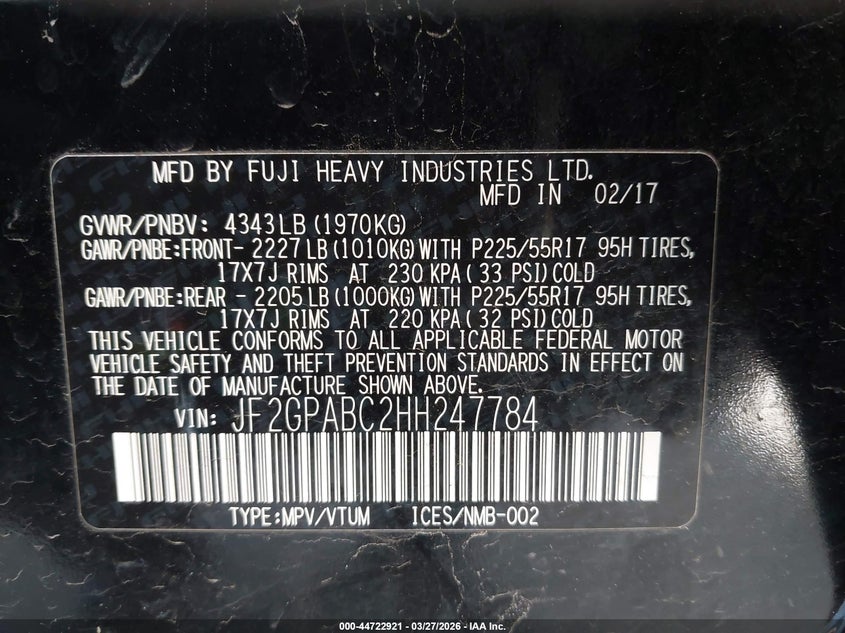 MFD BY FUJI HEAVY INDUSTRIES LTD.
MFD IN 02/17
GVWR/PNBV: 4343LB (1970KG)
GAWR/PNBE:FRONT- 2227LB (1010KG) WITH P225/55R17 95H TIRES,
17X7J RIMS AT 230 KPA (33 PSI) COLD
GAWR/PNBE:REAR - 2205LB (1000KG) WITH P225/55R17 95H TIRES,
17X7J RIMS AT 220 KPA (32 PSI) COLD
THIS VEHICLE CONFORMS TO ALL APPLICABLE FEDERAL MOTOR
VEHICLE SAFETY AND THEFT PREVENTION STANDARDS IN EFFECT ON
THE DATE OF MANUFACTURE SHOWN ABOVE.
VIN: JF2GPABC2HH247784
TYPE:MPV/VTUM ICES/NMB-002
000-44722921 - 03/27/2026 - IAA Inc.